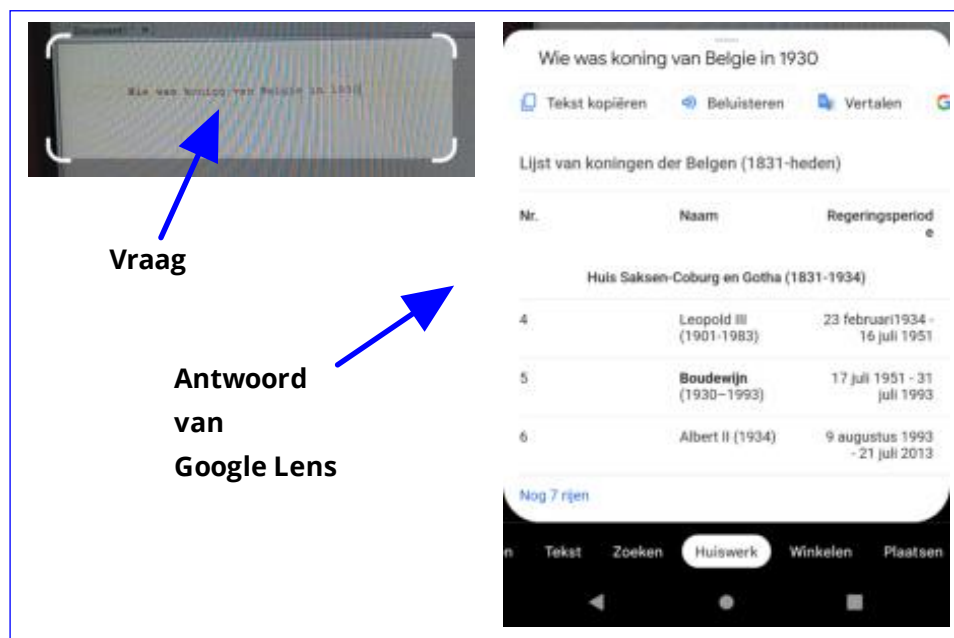 Document:
Wie was koning van Belgie in 1930
Vraag
Antwoord
van
Google Lens
Wie was koning van Belgie in 1930
Tekst kopiëren Beluisteren Vertalen G
Lijst van koningen der Belgen (1831-heden)
Nr. Naam Regeringsperiod
e
Huis Saksen-Coburg en Gotha (1831-1934)
4 Leopold III 23 februari1934 -
(1901-1983) 16 juli 1951
5 Boudewijn 17 juli 1951 - 31
(1930–1993) juli 1993
6 Albert II (1934) 9 augustus 1993
- 21 juli 2013
Nog 7 rijen
n Tekst Zoeken Huiswerk Winkelen Plaatsen